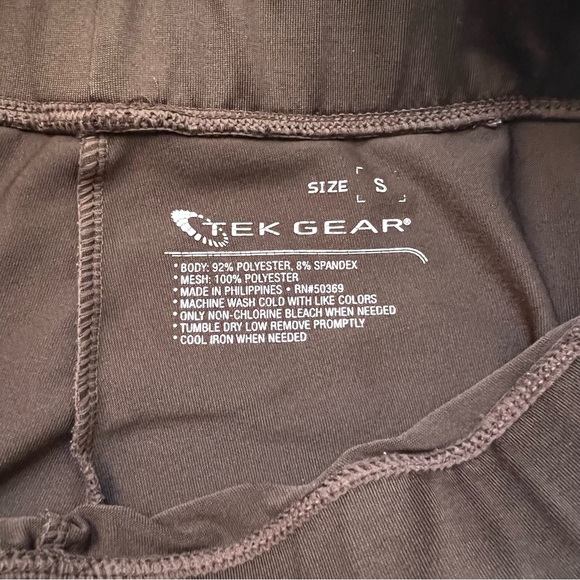 SIZE S
TEK GEAR®
* BODY: 92% POLYESTER, 8% SPANDEX
* MESH: 100% POLYESTER
* MADE IN PHILIPPINES • RN#50369
* MACHINE WASH COLD WITH LIKE COLORS
* ONLY NON-CHLORINE BLEACH WHEN NEEDED
* TUMBLE DRY LOW REMOVE PROMPTLY
* COOL IRON WHEN NEEDED